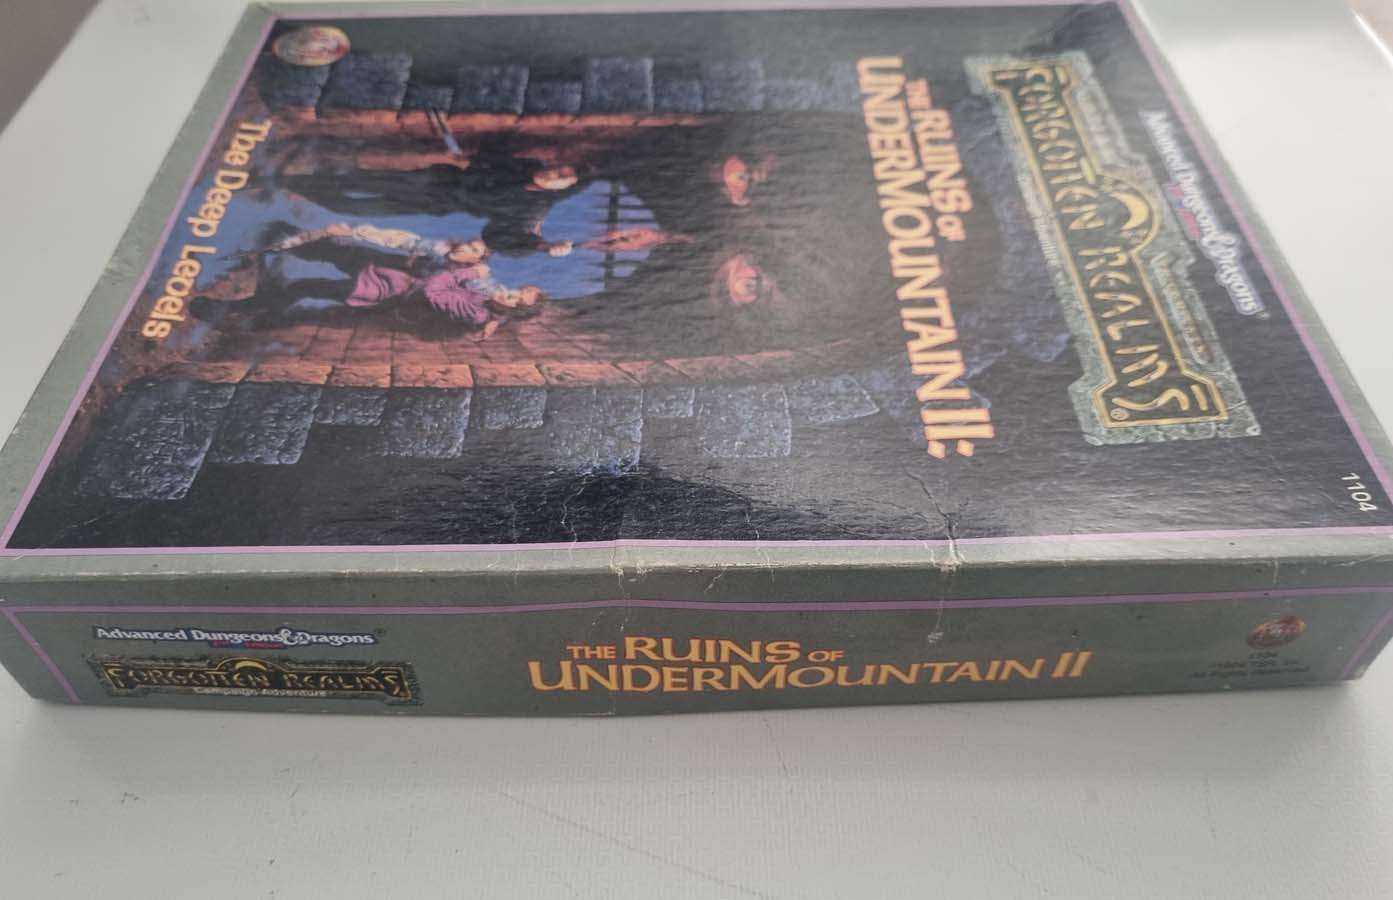 Advanced Dungeons & Dragons®
FORGOTTEN REALMS®
THE RUINS OF
UNDERMOUNTAIN II:
The Deep Levels
1104
Advanced Dungeons & Dragons®
FORGOTTEN REALMS
Campaign Adventure
THE RUINS OF
UNDERMOUNTAIN II
1104
All Rights Reserved